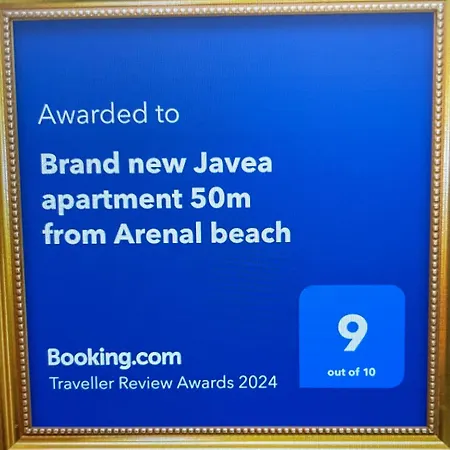 Awarded to
Brand new Javea
apartment 50m
from Arenal beach
9
out of 10
Booking.com
Traveller Review Awards 2024